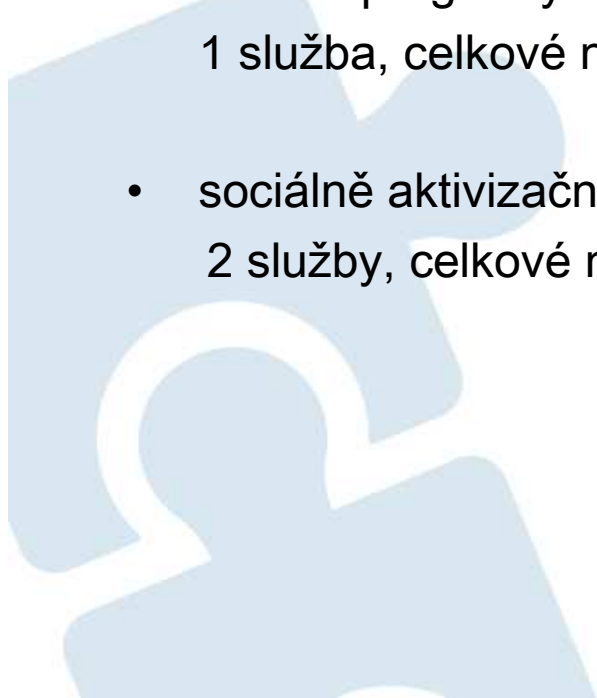 1 služba, celkové
• sociálně aktivizačn
2 služby, celkové